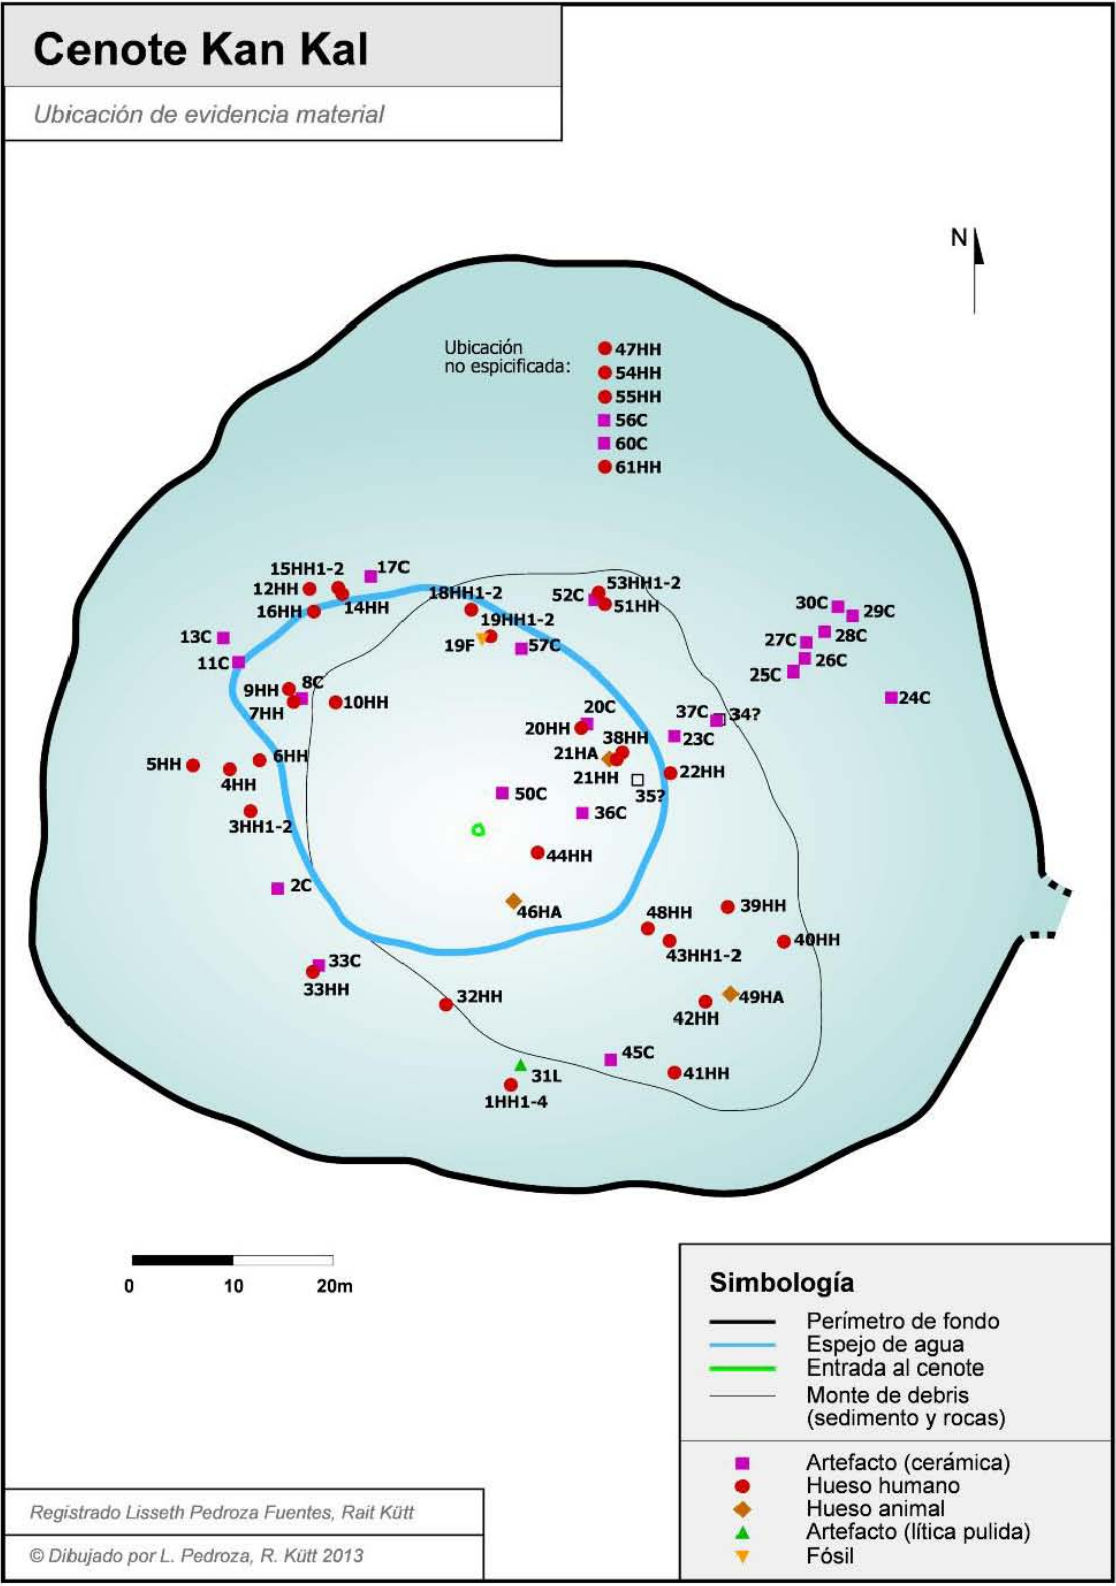 Cenote Kan Kal
Ubicación de evidencia material
N
Ubicación
no espicificada:
47HH
54HH
55HH
56C
60C
61HH
15HH1-2
17C
12HH
14HH
16HH
18HH1-2
53HH1-2
52C
51HH
19HH1-2
19F
57C
30C
29C
28C
27C
26C
25C
24C
13C
11C
9HH
8C
7HH
10HH
20C
37C
34?
20HH
38HH
23C
21HA
21HH
22HH
35?
5HH
6HH
4HH
3HH1-2
50C
36C
44HH
2C
46HA
48HH
39HH
43HH1-2
40HH
33C
33HH
32HH
49HA
42HH
45C
41HH
31L
1HH1-4
0 10 20m
Simbología
Perímetro de fondo
Espejo de agua
Entrada al cenote
Monte de debris
(sedimento y rocas)
Artefacto (cerámica)
Hueso humano
Hueso animal
Artefacto (lítica pulida)
Fósil
Registrado Lisseth Pedroza Fuentes, Rait Kütt
© Dibujado por L. Pedroza, R. Kütt 2013